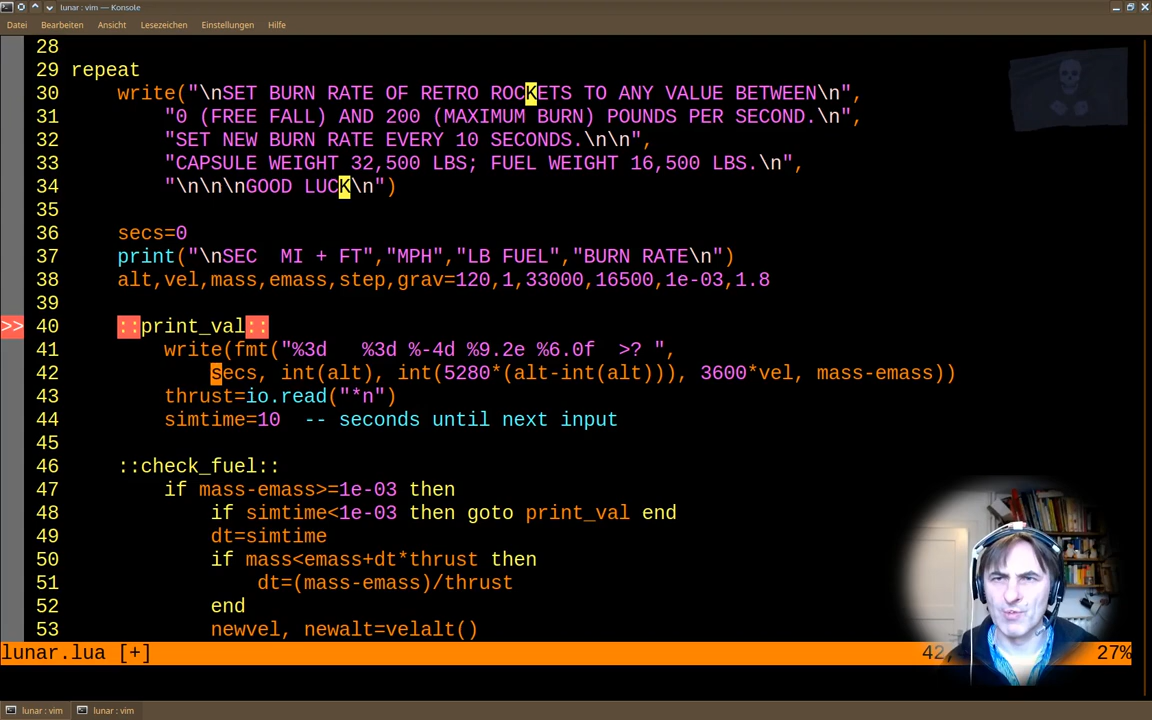 lunar : vim — Konsole
Datei Bearbeiten Ansicht Lesezeichen Einstellungen Hilfe
28
29 repeat
30     write("\nSET BURN RATE OF RETRO ROCKETS TO ANY VALUE BETWEEN\n",
31         "0 (FREE FALL) AND 200 (MAXIMUM BURN) POUNDS PER SECOND.\n",
32         "SET NEW BURN RATE EVERY 10 SECONDS.\n\n",
33         "CAPSULE WEIGHT 32,500 LBS; FUEL WEIGHT 16,500 LBS.\n",
34         "\n\n\nGOOD LUCK\n")
35
36     secs=0
37     print("\nSEC  MI + FT","MPH","LB FUEL","BURN RATE\n")
38     alt,vel,mass,emass,step,grav=120,1,33000,16500,1e-03,1.8
39
>> 40     ::print_val::
41         write(fmt("%3d   %3d %-4d %9.2e %6.0f  >? ",
42             secs, int(alt), int(5280*(alt-int(alt))), 3600*vel, mass-emass))
43         thrust=io.read("*n")
44         simtime=10  -- seconds until next input
45
46     ::check_fuel::
47         if mass-emass>=1e-03 then
48             if simtime<1e-03 then goto print_val end
49             dt=simtime
50             if mass<emass+dt*thrust then
51                 dt=(mass-emass)/thrust
52             end
53             newvel, newalt=velalt()
lunar.lua [+] 42, 27%
lunar : vim lunar : vim